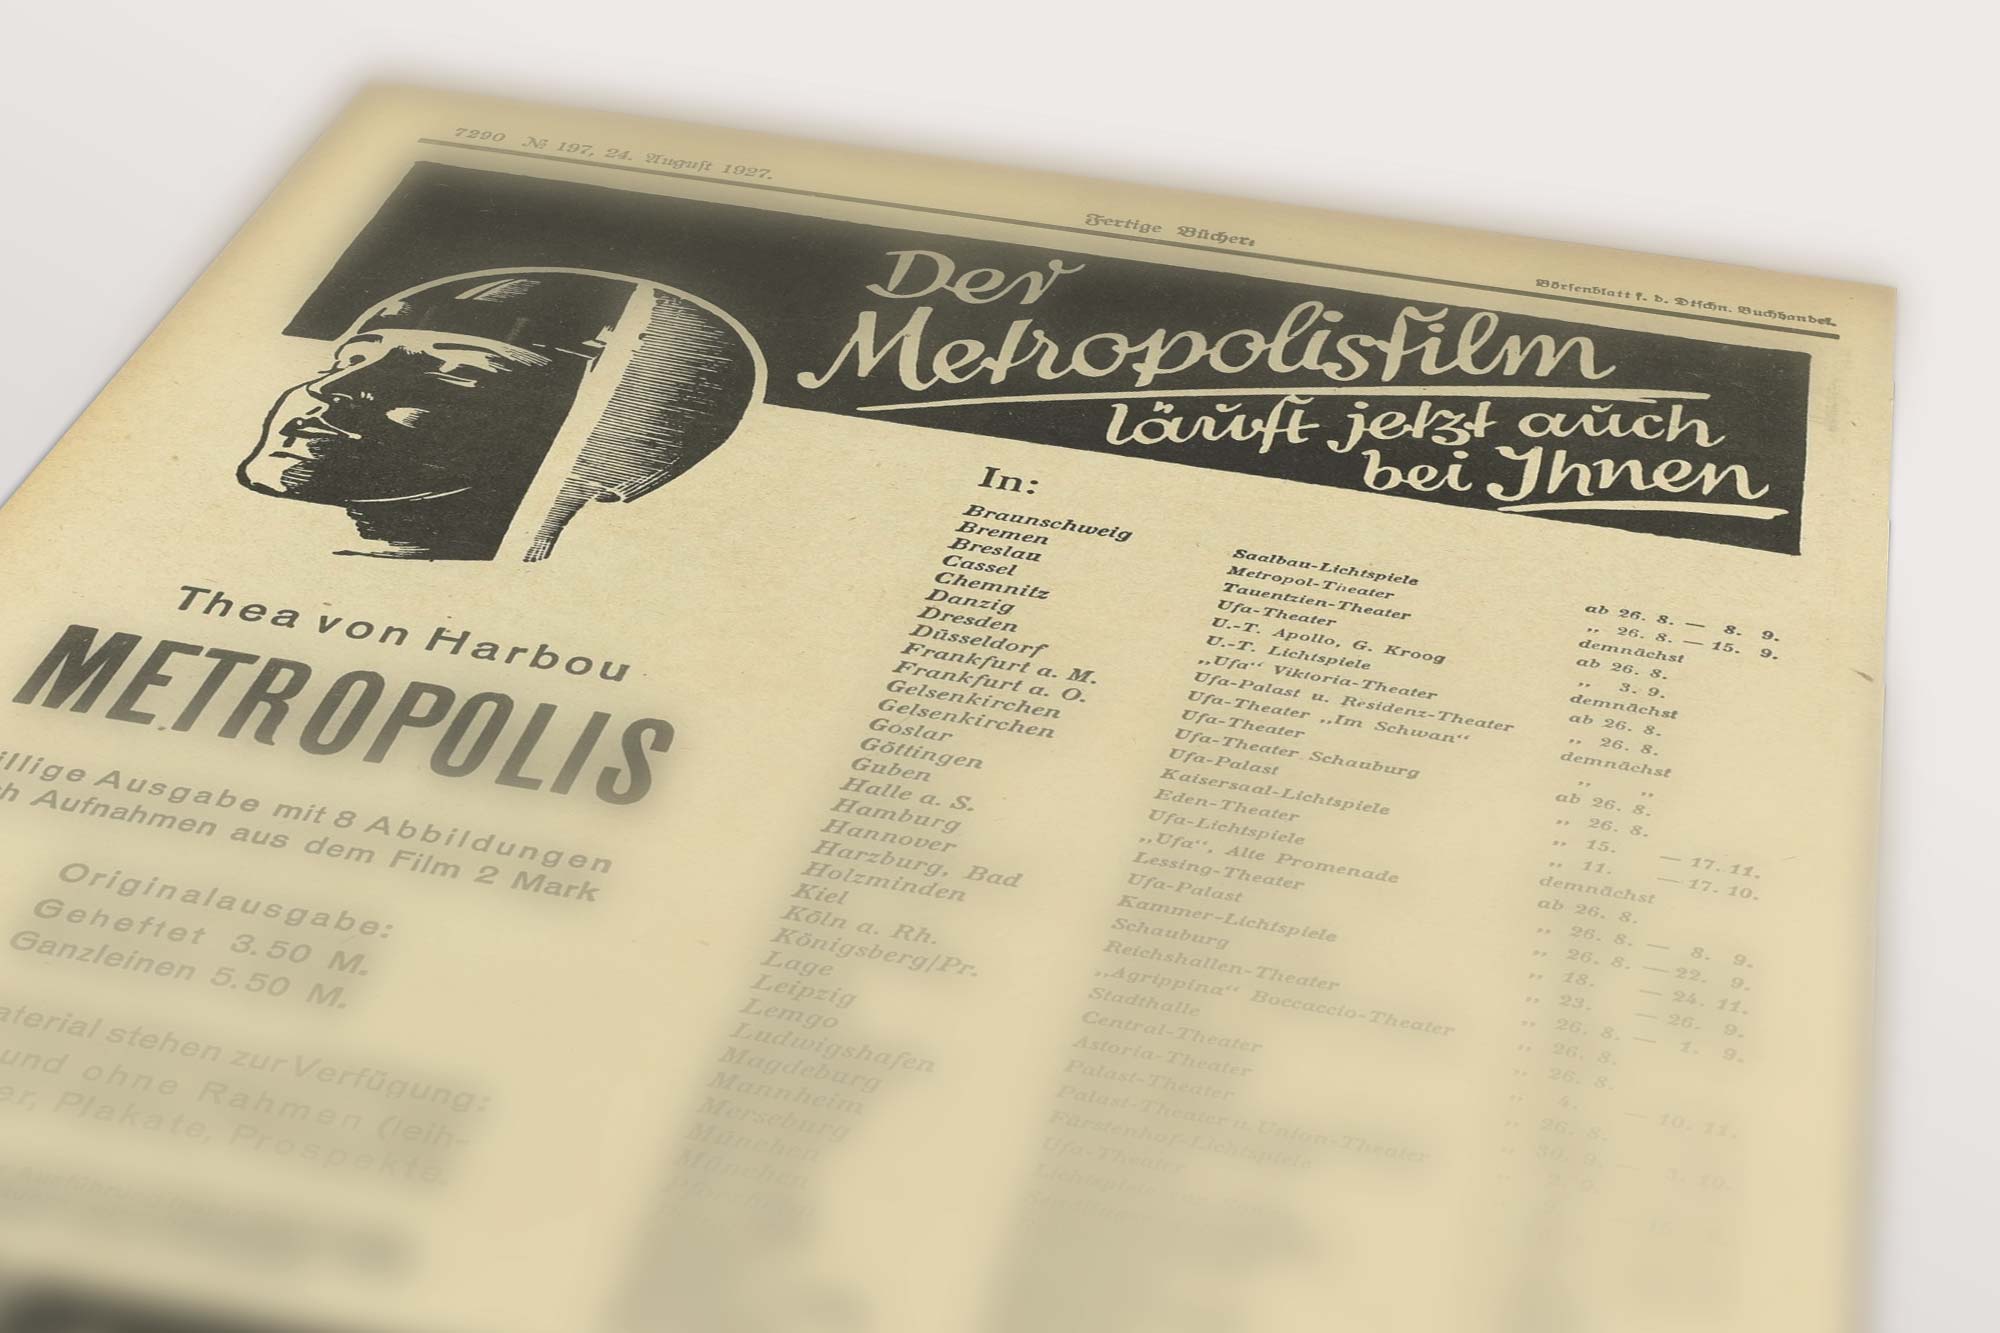 7290 № 197, 24. August 1927.
Fertige Bücher.
Börsenblatt f. d. Dtschn. Buchhandel.
Der
Metropolisfilm
läuft jetzt auch
bei Ihnen
Thea von Harbou
METROPOLIS
illige Ausgabe mit 8 Abbildungen
ch Aufnahmen aus dem Film 2 Mark
Originalausgabe:
Geheftet 3.50 M.
Ganzleinen 5.50 M.
aterial stehen zur Verfügung:
und ohne Rahmen (leih-
er, Plakate, Prospekte.
In:
Braunschweig Saalbau-Lichtspiele ab 26. 8. — 8. 9.
Bremen Metropol-Theater „ 26. 8. — 15. 9.
Breslau Tauentzien-Theater demnächst
Cassel Ufa-Theater ab 26. 8.
Chemnitz U.-T. Apollo, G. Kroog „ 3. 9.
Danzig U.-T. Lichtspiele demnächst
Dresden „Ufa“ Viktoria-Theater ab 26. 8.
Düsseldorf Ufa-Palast u. Residenz-Theater „ 26. 8.
Frankfurt a. M. Ufa-Theater „Im Schwan“ demnächst
Frankfurt a. O. Ufa-Theater „ „
Gelsenkirchen Ufa-Theater Schauburg ab 26. 8.
Gelsenkirchen Ufa-Palast „ 26. 8.
Goslar Kaisersaal-Lichtspiele „ 15. — 17. 11.
Göttingen Eden-Theater „ 11. — 17. 10.
Guben Ufa-Lichtspiele demnächst
Halle a. S. „Ufa“, Alte Promenade ab 26. 8.
Hamburg Lessing-Theater „ 26. 8. — 8. 9.
Hannover Ufa-Palast „ 26. 8. — 22. 9.
Harzburg, Bad Kammer-Lichtspiele „ 18. — 24. 11.
Holzminden Schauburg „ 23. — 26. 9.
Kiel Reichshallen-Theater „ 26. 8. — 1. 9.
Köln a. Rh. „Agrippina“ Boccaccio-Theater „ 26. 8.
Königsberg/Pr. Stadthalle „ 26. 8.
Lage Central-Theater „ 4. — 10. 11.
Leipzig Astoria-Theater „ 26. 8.
Lemgo Palast-Theater „ 30. 9. — 3. 10.
Ludwigshafen Palast-Theater u. Union-Theater
Magdeburg Fürstenhof-Lichtspiele
Mannheim Ufa-Theater
Merseburg
München
München